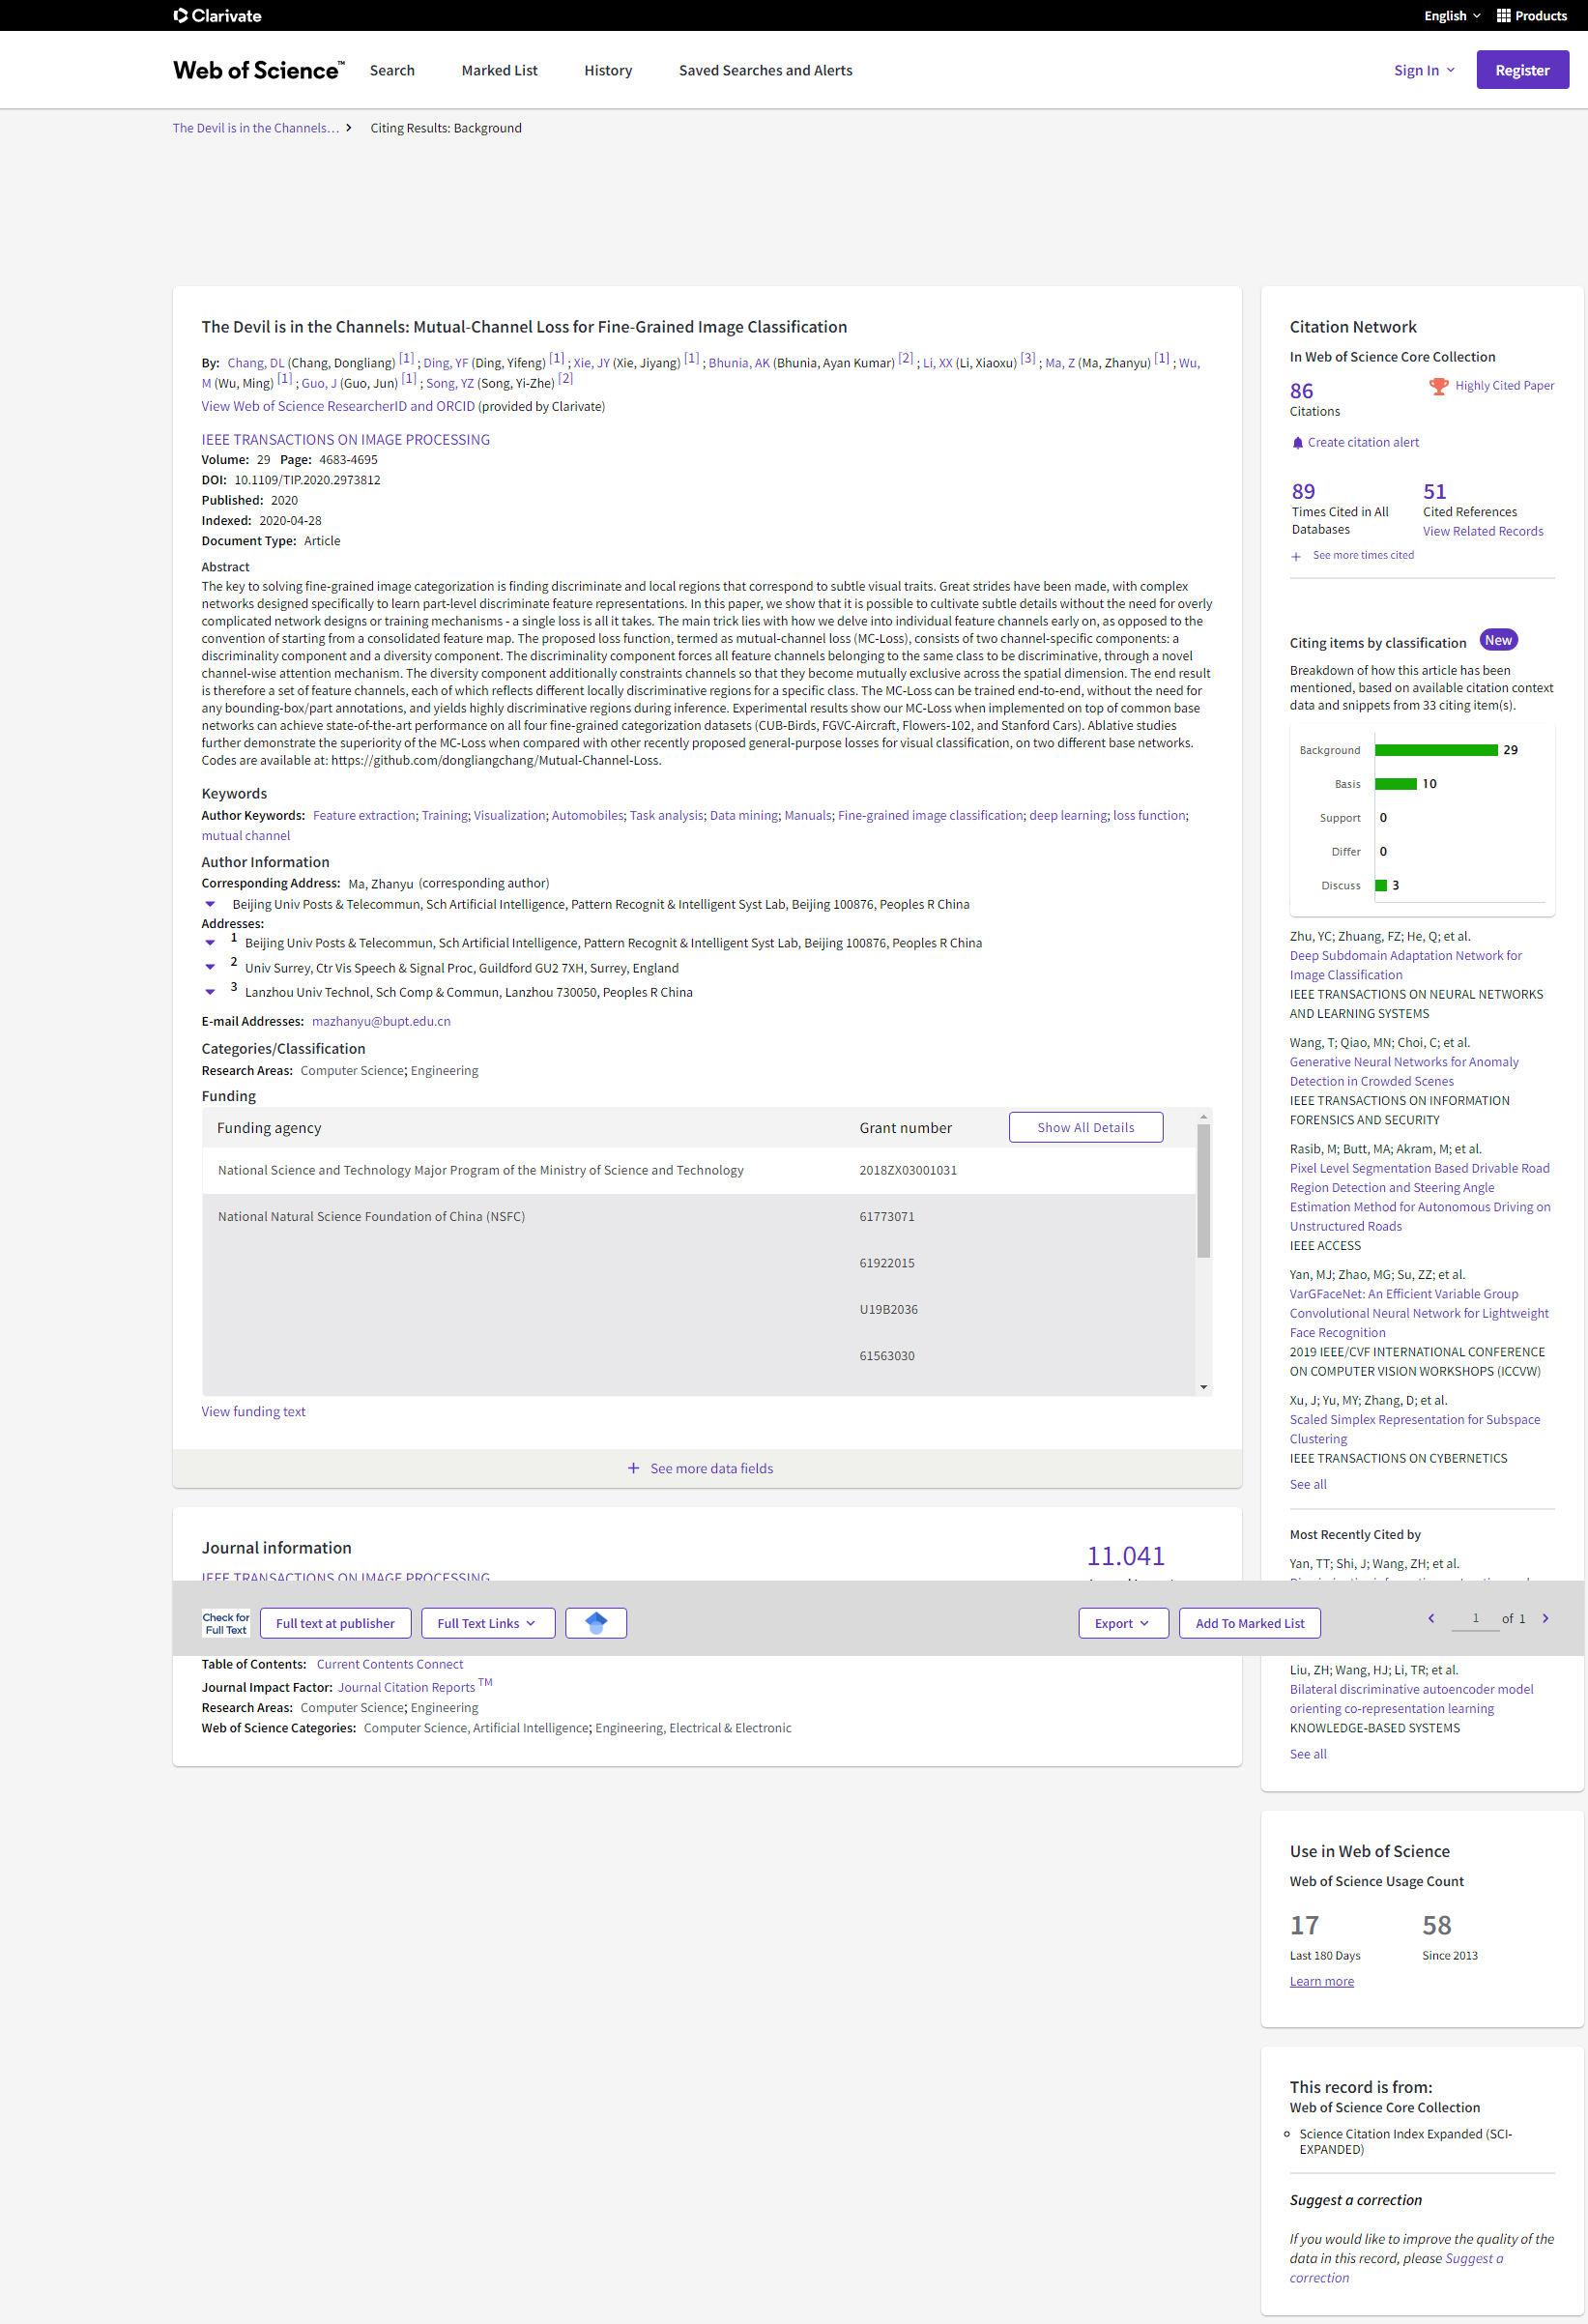 Clarivate
English Products
Web of Science™ Search Marked List History Saved Searches and Alerts Sign In Register
The Devil is in the Channels… Citing Results: Background
The Devil is in the Channels: Mutual-Channel Loss for Fine-Grained Image Classification
By: Chang, DL (Chang, Dongliang) [1] ; Ding, YF (Ding, Yifeng) [1] ; Xie, JY (Xie, Jiyang) [1] ; Bhunia, AK (Bhunia, Ayan Kumar) [2] ; Li, XX (Li, Xiaoxu) [3] ; Ma, Z (Ma, Zhanyu) [1] ; Wu,
M (Wu, Ming) [1] ; Guo, J (Guo, Jun) [1] ; Song, YZ (Song, Yi-Zhe) [2]
View Web of Science ResearcherID and ORCID (provided by Clarivate)
IEEE TRANSACTIONS ON IMAGE PROCESSING
Volume: 29 Page: 4683-4695
DOI: 10.1109/TIP.2020.2973812
Published: 2020
Indexed: 2020-04-28
Document Type: Article
Abstract
The key to solving fine-grained image categorization is finding discriminate and local regions that correspond to subtle visual traits. Great strides have been made, with complex
networks designed specifically to learn part-level discriminate feature representations. In this paper, we show that it is possible to cultivate subtle details without the need for overly
complicated network designs or training mechanisms - a single loss is all it takes. The main trick lies with how we delve into individual feature channels early on, as opposed to the
convention of starting from a consolidated feature map. The proposed loss function, termed as mutual-channel loss (MC-Loss), consists of two channel-specific components: a
discriminality component and a diversity component. The discriminality component forces all feature channels belonging to the same class to be discriminative, through a novel
channel-wise attention mechanism. The diversity component additionally constraints channels so that they become mutually exclusive across the spatial dimension. The end result
is therefore a set of feature channels, each of which reflects different locally discriminative regions for a specific class. The MC-Loss can be trained end-to-end, without the need for
any bounding-box/part annotations, and yields highly discriminative regions during inference. Experimental results show our MC-Loss when implemented on top of common base
networks can achieve state-of-the-art performance on all four fine-grained categorization datasets (CUB-Birds, FGVC-Aircraft, Flowers-102, and Stanford Cars). Ablative studies
further demonstrate the superiority of the MC-Loss when compared with other recently proposed general-purpose losses for visual classification, on two different base networks.
Codes are available at: https://github.com/dongliangchang/Mutual-Channel-Loss.
Keywords
Author Keywords: Feature extraction; Training; Visualization; Automobiles; Task analysis; Data mining; Manuals; Fine-grained image classification; deep learning; loss function;
mutual channel
Author Information
Corresponding Address: Ma, Zhanyu (corresponding author)
Beijing Univ Posts & Telecommun, Sch Artificial Intelligence, Pattern Recognit & Intelligent Syst Lab, Beijing 100876, Peoples R China
Addresses:
1 Beijing Univ Posts & Telecommun, Sch Artificial Intelligence, Pattern Recognit & Intelligent Syst Lab, Beijing 100876, Peoples R China
2 Univ Surrey, Ctr Vis Speech & Signal Proc, Guildford GU2 7XH, Surrey, England
3 Lanzhou Univ Technol, Sch Comp & Commun, Lanzhou 730050, Peoples R China
E-mail Addresses: mazhanyu@bupt.edu.cn
Categories/Classification
Research Areas: Computer Science; Engineering
Funding
Funding agency Grant number Show All Details
National Science and Technology Major Program of the Ministry of Science and Technology 2018ZX03001031
National Natural Science Foundation of China (NSFC) 61773071
61922015
U19B2036
61563030
View funding text
+ See more data fields
Journal information
11.041
IEEE TRANSACTIONS ON IMAGE PROCESSING
Check for
Full Text
Full text at publisher Full Text Links Export Add To Marked List 1 of 1
Table of Contents: Current Contents Connect
Journal Impact Factor: Journal Citation Reports TM
Research Areas: Computer Science; Engineering
Web of Science Categories: Computer Science, Artificial Intelligence; Engineering, Electrical & Electronic
Citation Network
In Web of Science Core Collection
86 Highly Cited Paper
Citations
Create citation alert
89 51
Times Cited in All Cited References
Databases View Related Records
+ See more times cited
Citing items by classification New
Breakdown of how this article has been
mentioned, based on available citation context
data and snippets from 33 citing item(s).
Background 29
Basis 10
Support 0
Differ 0
Discuss 3
Zhu, YC; Zhuang, FZ; He, Q; et al.
Deep Subdomain Adaptation Network for
Image Classification
IEEE TRANSACTIONS ON NEURAL NETWORKS
AND LEARNING SYSTEMS
Wang, T; Qiao, MN; Choi, C; et al.
Generative Neural Networks for Anomaly
Detection in Crowded Scenes
IEEE TRANSACTIONS ON INFORMATION
FORENSICS AND SECURITY
Rasib, M; Butt, MA; Akram, M; et al.
Pixel Level Segmentation Based Drivable Road
Region Detection and Steering Angle
Estimation Method for Autonomous Driving on
Unstructured Roads
IEEE ACCESS
Yan, MJ; Zhao, MG; Su, ZZ; et al.
VarGFaceNet: An Efficient Variable Group
Convolutional Neural Network for Lightweight
Face Recognition
2019 IEEE/CVF INTERNATIONAL CONFERENCE
ON COMPUTER VISION WORKSHOPS (ICCVW)
Xu, J; Yu, MY; Zhang, D; et al.
Scaled Simplex Representation for Subspace
Clustering
IEEE TRANSACTIONS ON CYBERNETICS
See all
Most Recently Cited by
Yan, TT; Shi, J; Wang, ZH; et al.
Liu, ZH; Wang, HJ; Li, TR; et al.
Bilateral discriminative autoencoder model
orienting co-representation learning
KNOWLEDGE-BASED SYSTEMS
See all
Use in Web of Science
Web of Science Usage Count
17 58
Last 180 Days Since 2013
Learn more
This record is from:
Web of Science Core Collection
Science Citation Index Expanded (SCI-
EXPANDED)
Suggest a correction
If you would like to improve the quality of the
data in this record, please Suggest a
correction